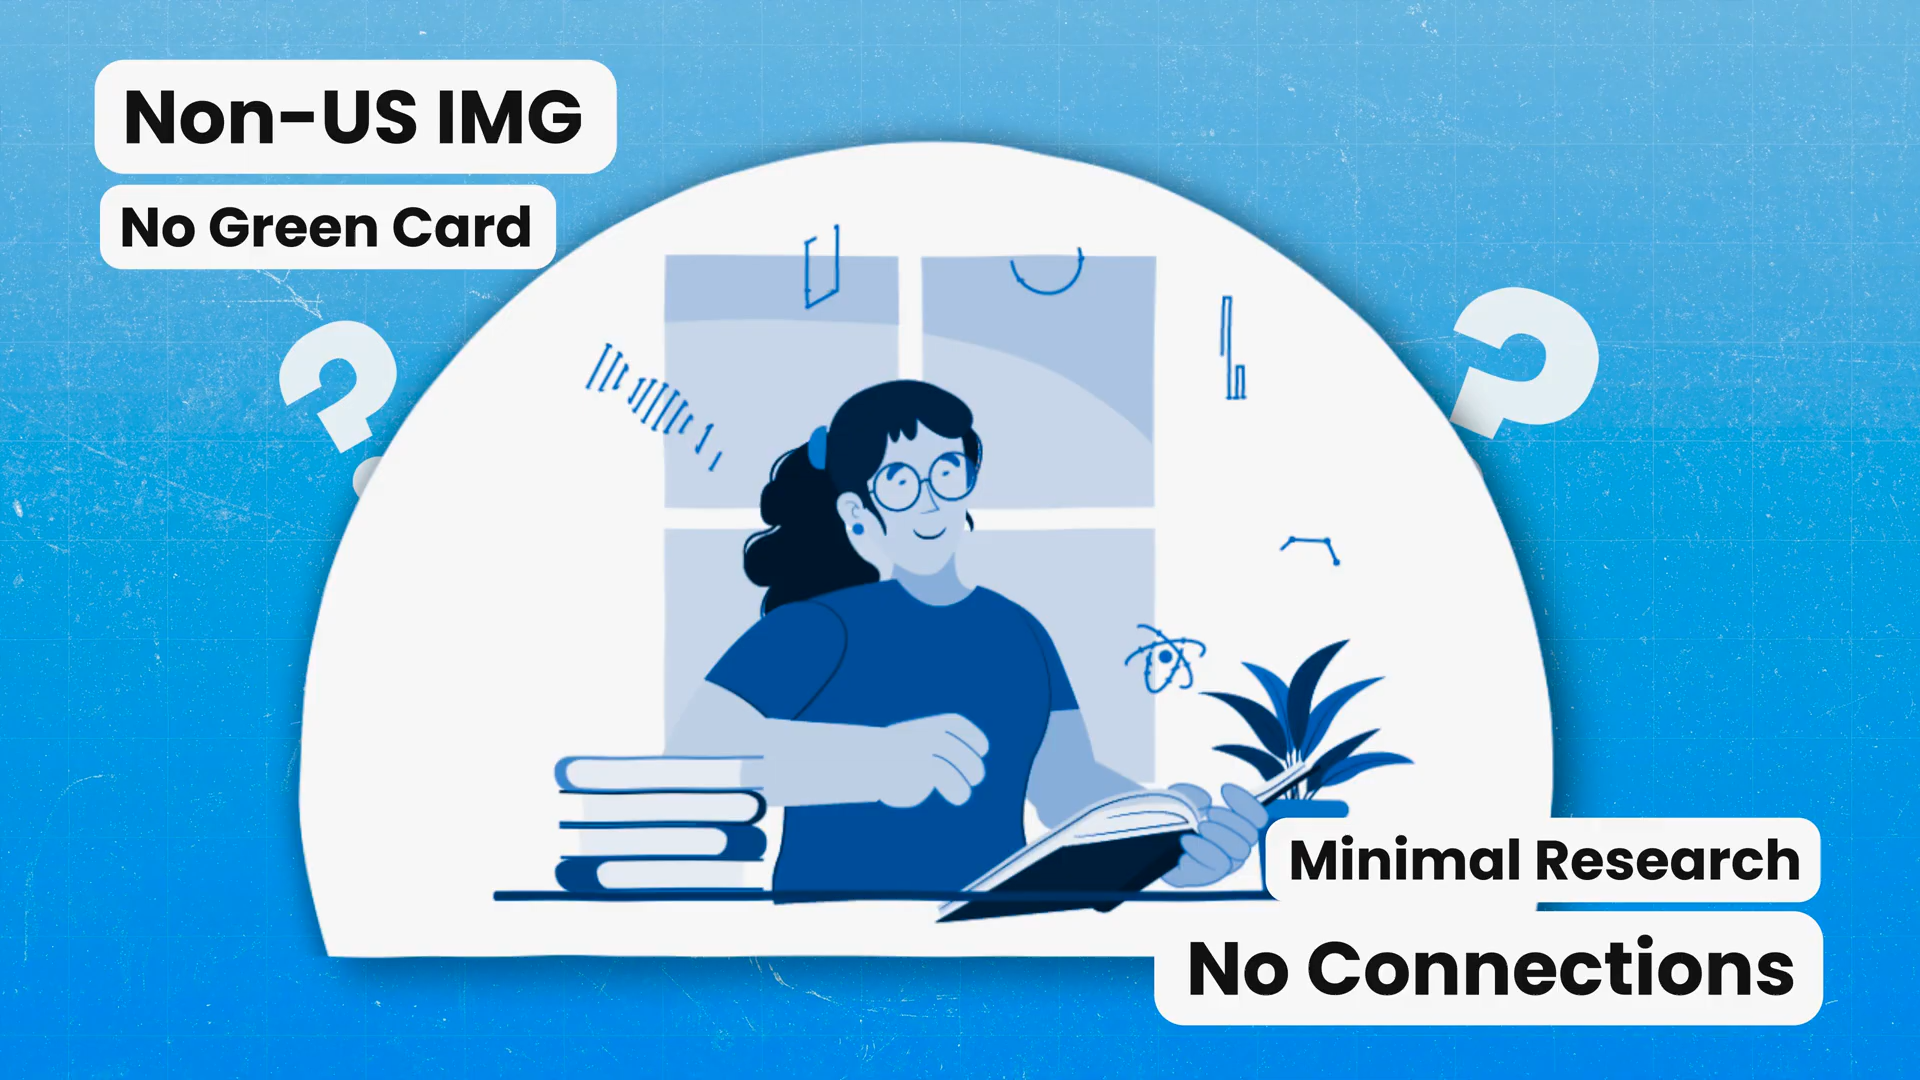 Non-US IMG
No Green Card
Minimal Research
No Connections